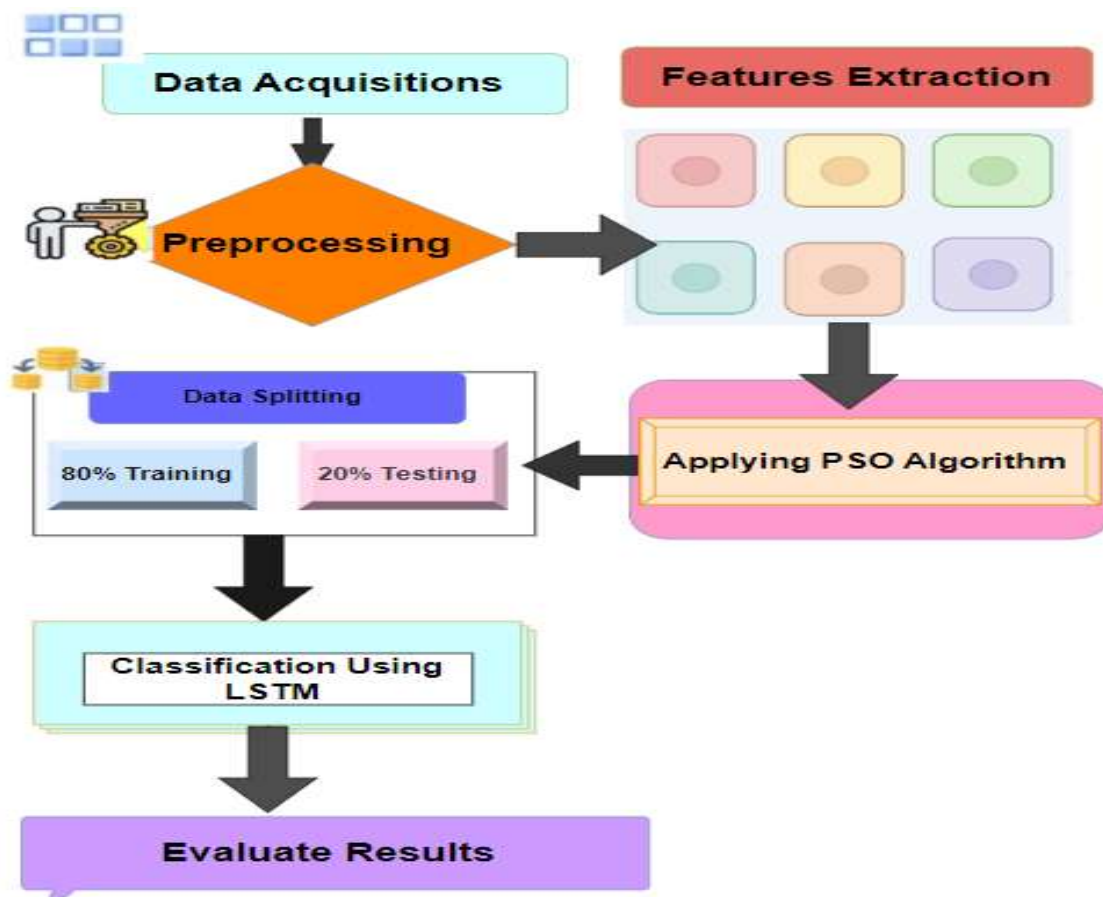 Data Acquisitions
Features Extraction
Preprocessing
Data Splitting
80% Training
20% Testing
Applying PSO Algorithm
Classification Using
LSTM
Evaluate Results